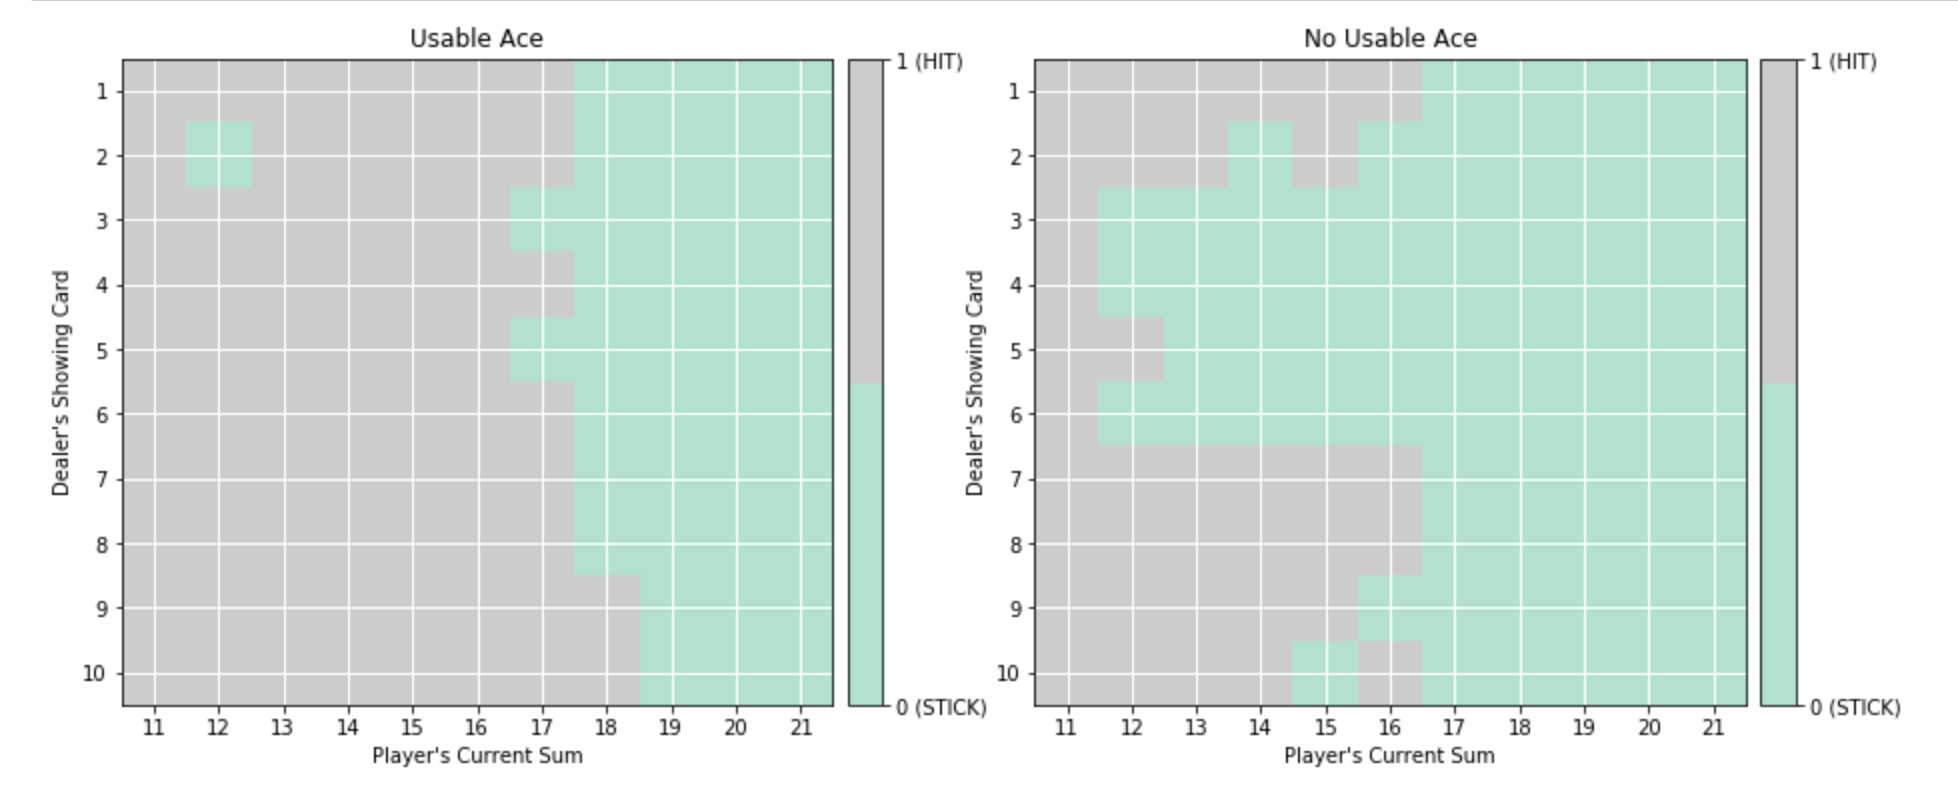 Usable Ace
1 (HIT)
0 (STICK)
Dealer's Showing Card
1
2
3
4
5
6
7
8
9
10
11 12 13 14 15 16 17 18 19 20 21
Player's Current Sum
No Usable Ace
1 (HIT)
0 (STICK)
Dealer's Showing Card
1
2
3
4
5
6
7
8
9
10
11 12 13 14 15 16 17 18 19 20 21
Player's Current Sum